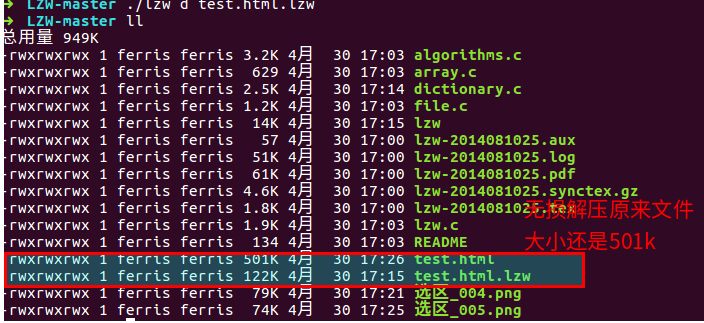 ➜ LZW-master ./lzw d test.html.lzw
➜ LZW-master ll
总用量 949K
-rwxrwxrwx 1 ferris ferris 3.2K 4月 30 17:03 algorithms.c
-rwxrwxrwx 1 ferris ferris 629 4月 30 17:03 array.c
-rwxrwxrwx 1 ferris ferris 2.5K 4月 30 17:14 dictionary.c
-rwxrwxrwx 1 ferris ferris 1.2K 4月 30 17:03 file.c
-rwxrwxrwx 1 ferris ferris 14K 4月 30 17:15 lzw
-rwxrwxrwx 1 ferris ferris 57 4月 30 17:00 lzw-2014081025.aux
-rwxrwxrwx 1 ferris ferris 51K 4月 30 17:00 lzw-2014081025.log
-rwxrwxrwx 1 ferris ferris 61K 4月 30 17:00 lzw-2014081025.pdf
-rwxrwxrwx 1 ferris ferris 4.6K 4月 30 17:00 lzw-2014081025.synctex.gz
-rwxrwxrwx 1 ferris ferris 1.8K 4月 30 17:00 lzw-2014081025.tex
无损解压原来文件
-rwxrwxrwx 1 ferris ferris 1.9K 4月 30 17:03 lzw.c
-rwxrwxrwx 1 ferris ferris 134 4月 30 17:03 README
大小还是501k
-rwxrwxrwx 1 ferris ferris 501K 4月 30 17:26 test.html
-rwxrwxrwx 1 ferris ferris 122K 4月 30 17:15 test.html.lzw
-rwxrwxrwx 1 ferris ferris 79K 4月 30 17:21 选区_004.png
-rwxrwxrwx 1 ferris ferris 74K 4月 30 17:25 选区_005.png